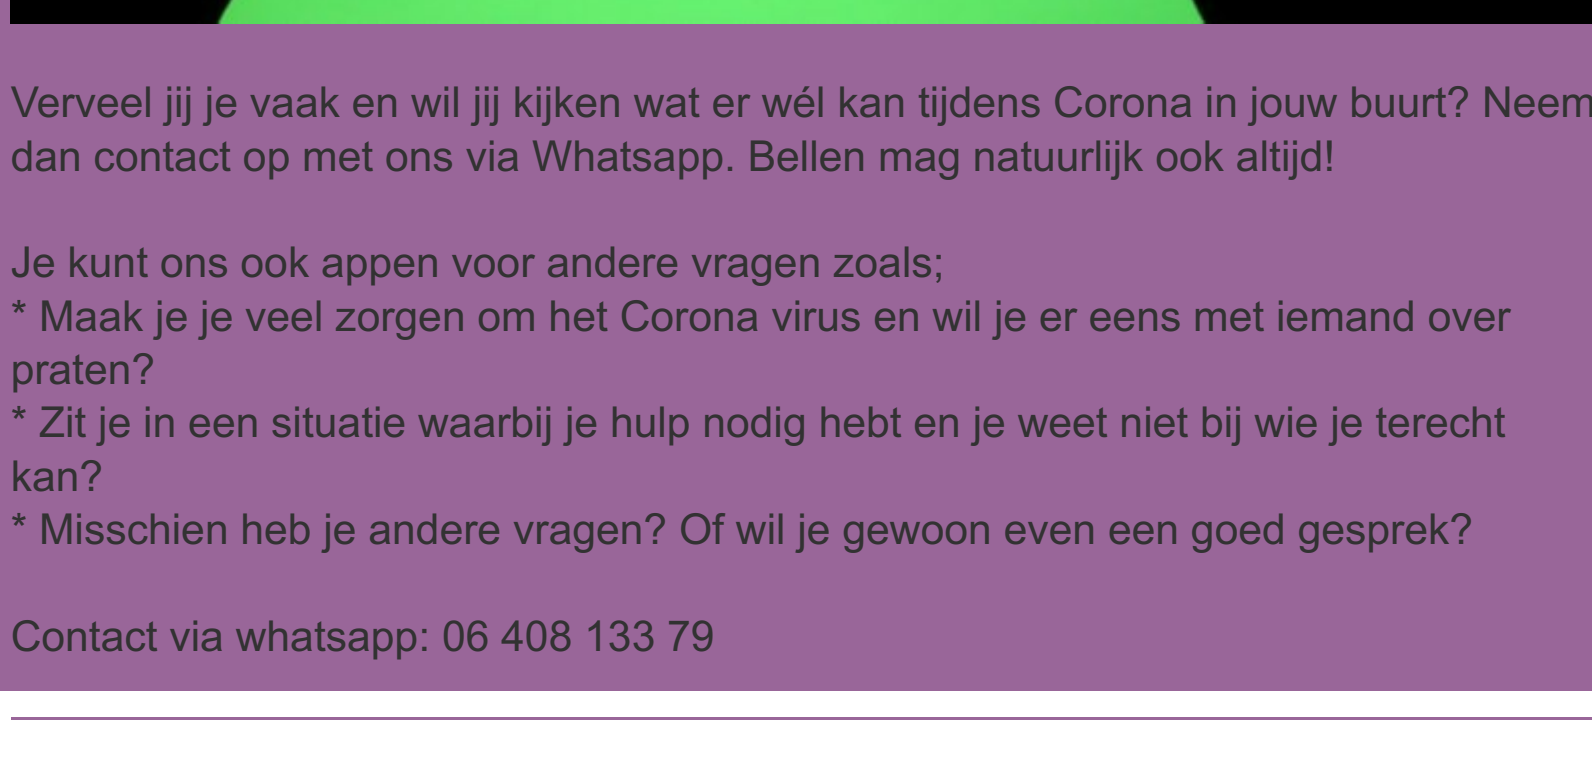 Verveel jij je vaak en wil jij kijken wat er wél kan tijdens Corona in jouw buurt? Neem
dan contact op met ons via Whatsapp. Bellen mag natuurlijk ook altijd!
Je kunt ons ook appen voor andere vragen zoals;
* Maak je je veel zorgen om het Corona virus en wil je er eens met iemand over
praten?
* Zit je in een situatie waarbij je hulp nodig hebt en je weet niet bij wie je terecht
kan?
* Misschien heb je andere vragen? Of wil je gewoon even een goed gesprek?
Contact via whatsapp: 06 408 133 79